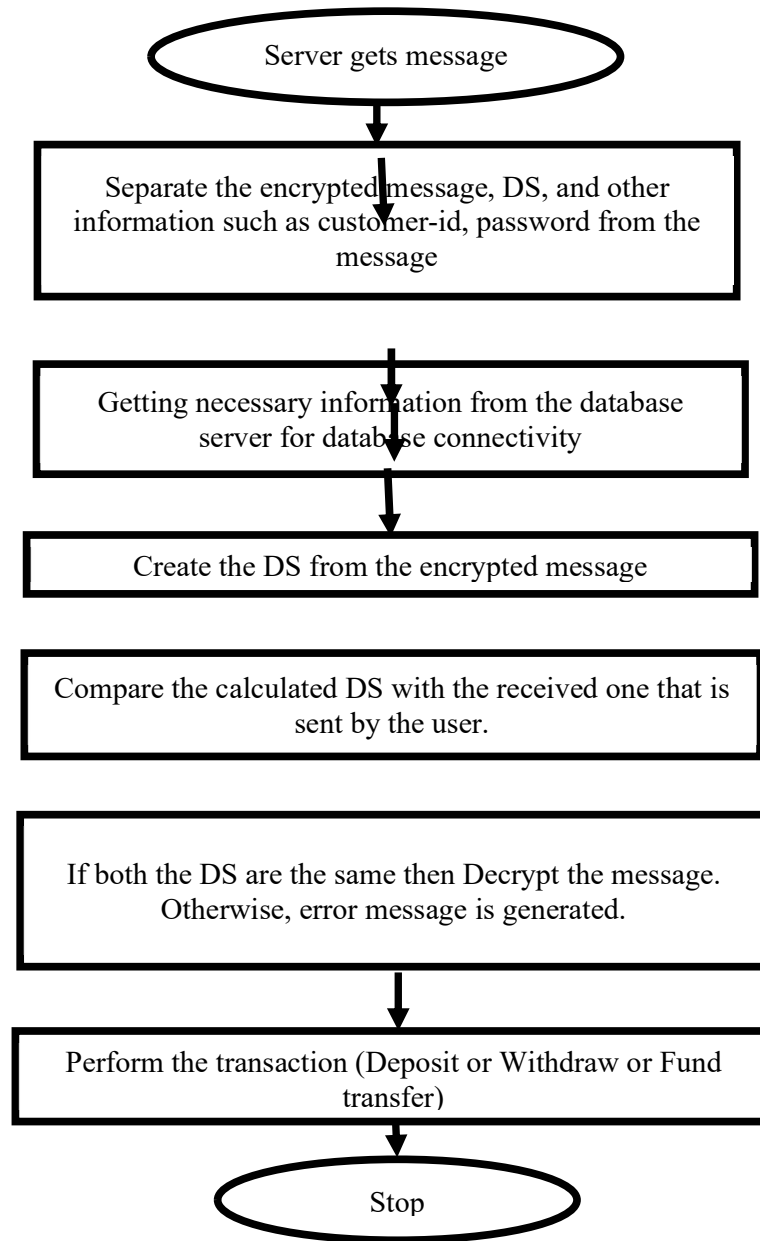 Server gets message
Separate the encrypted message, DS, and other
information such as customer-id, password from the
message
Getting necessary information from the database
server for database connectivity
Create the DS from the encrypted message
Compare the calculated DS with the received one that is
sent by the user.
If both the DS are the same then Decrypt the message.
Otherwise, error message is generated.
Perform the transaction (Deposit or Withdraw or Fund
transfer)
Stop